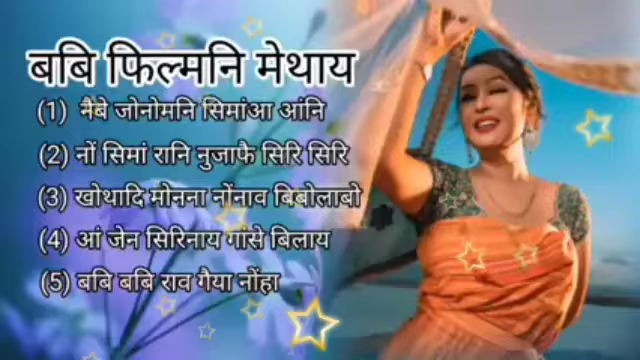 बबि फिल्मनि मेथाय
(1) नैबे जोनोमनि सिमांआ आंनि
(2) नों सिमां रानि नुजाफै सिरि सिरि
(3) खोथादि मोनना नोंनाव बिबोलाबो
(4) आं जेन सिरिनाय गासे बिलाय
(5) बबि बबि राव गैया नोंहा